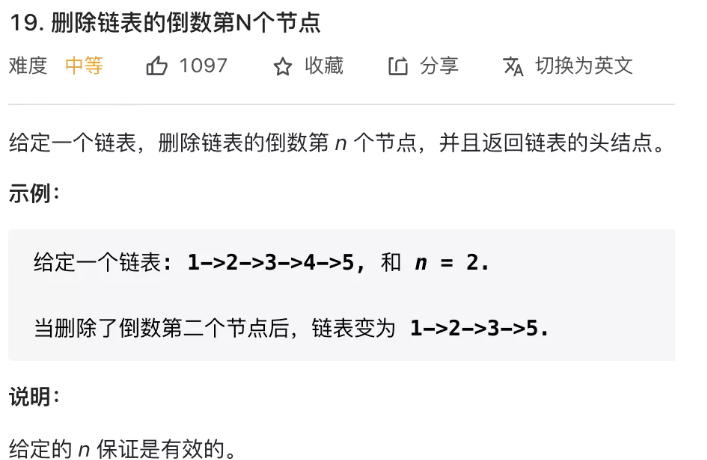 19. 删除链表的倒数第N个节点
难度 中等 1097 收藏 分享 切换为英文
给定一个链表，删除链表的倒数第 n 个节点，并且返回链表的头结点。
示例：
给定一个链表: 1->2->3->4->5, 和 n = 2.
当删除了倒数第二个节点后，链表变为 1->2->3->5.
说明：
给定的 n 保证是有效的。